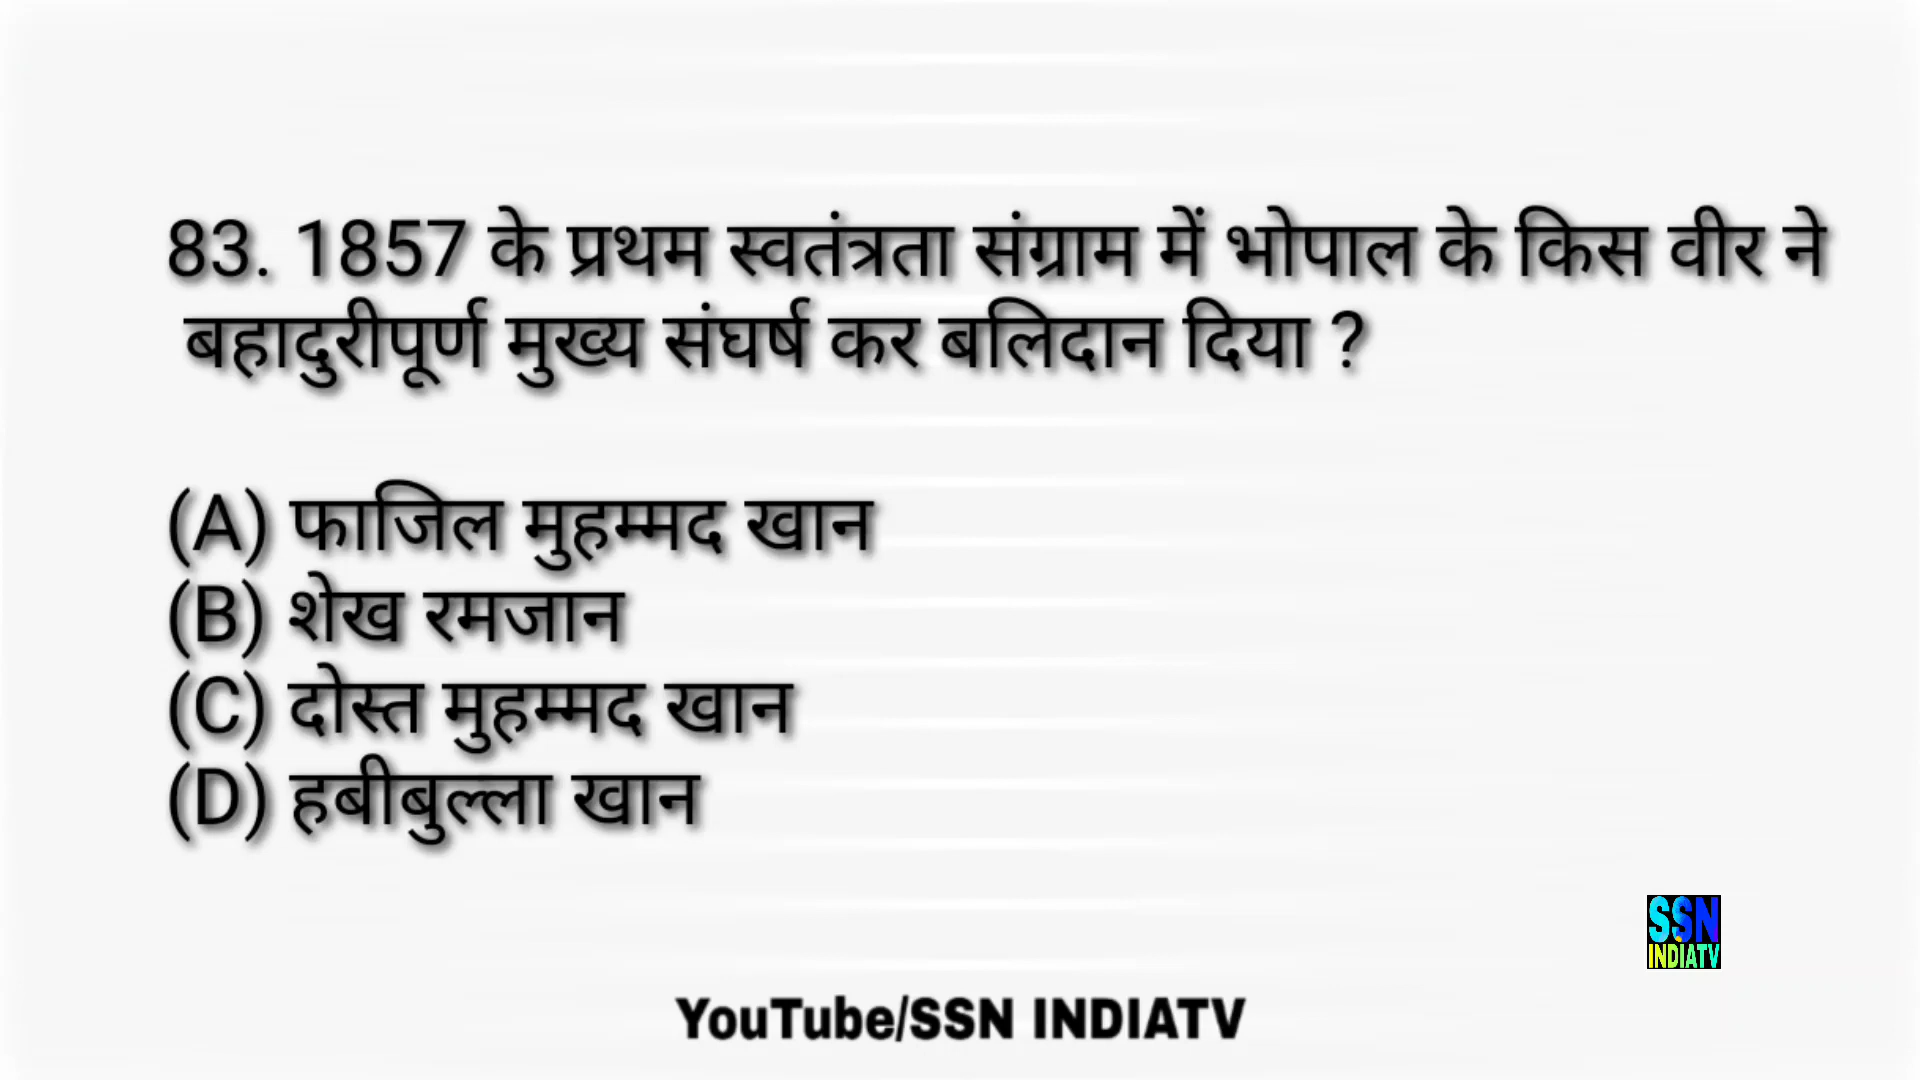 83. 1857 के प्रथम स्वतंत्रता संग्राम में भोपाल के किस वीर ने
बहादुरीपूर्ण मुख्य संघर्ष कर बलिदान दिया ?
(A) फाजिल मुहम्मद खान
(B) शेख रमजान
(C) दोस्त मुहम्मद खान
(D) हबीबुल्ला खान
SSN
INDIATV
YouTube/SSN INDIATV